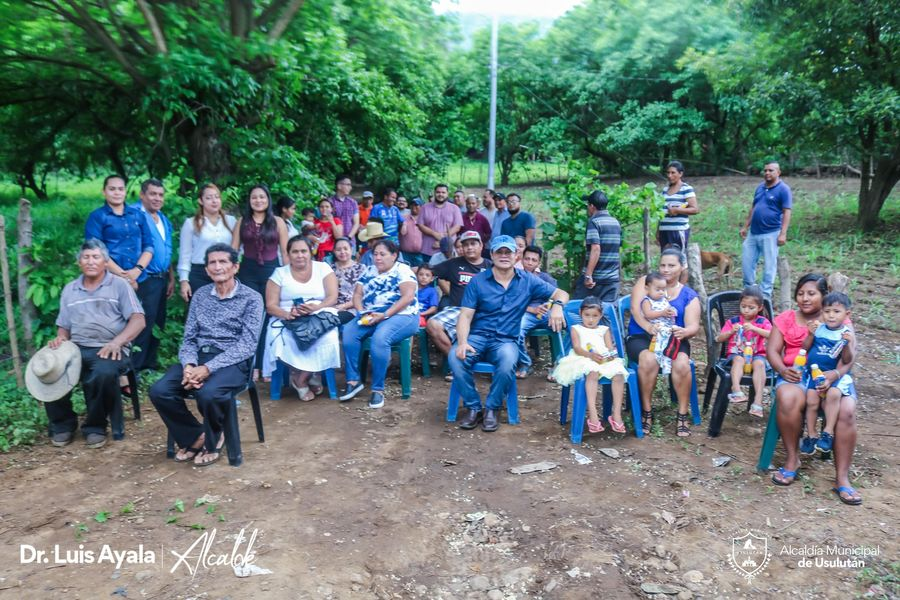 Dr. Luis Ayala
Alcalde
Alcaldía Municipal
de Usulután